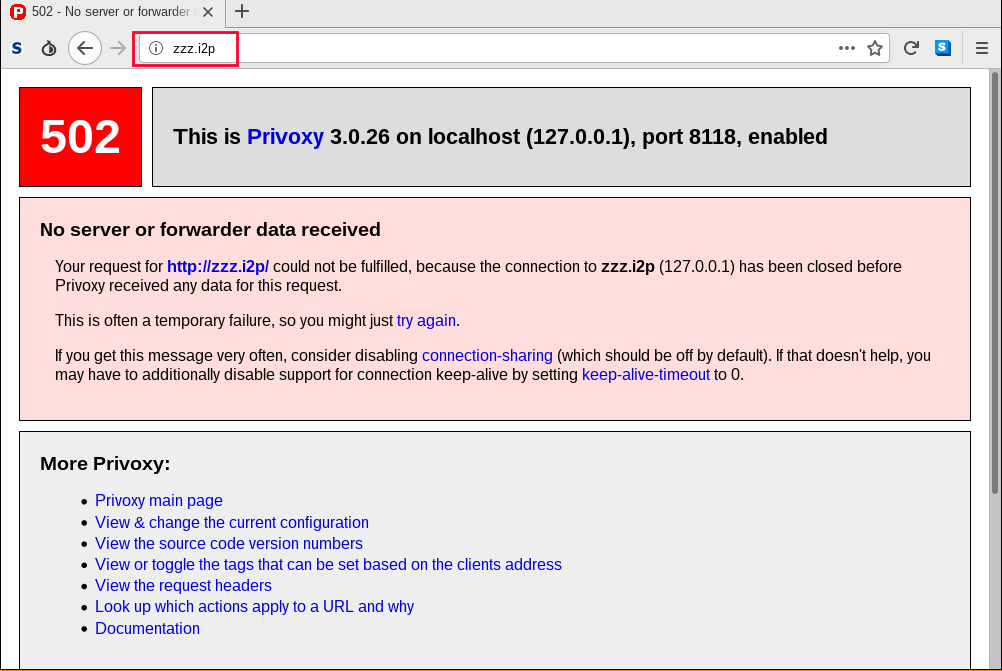 502 - No server or forwarder
zzz.i2p
502
This is Privoxy 3.0.26 on localhost (127.0.0.1), port 8118, enabled
No server or forwarder data received
Your request for http://zzz.i2p/ could not be fulfilled, because the connection to zzz.i2p (127.0.0.1) has been closed before
Privoxy received any data for this request.
This is often a temporary failure, so you might just try again.
If you get this message very often, consider disabling connection-sharing (which should be off by default). If that doesn't help, you
may have to additionally disable support for connection keep-alive by setting keep-alive-timeout to 0.
More Privoxy:
• Privoxy main page
• View & change the current configuration
• View the source code version numbers
• View or toggle the tags that can be set based on the clients address
• View the request headers
• Look up which actions apply to a URL and why
• Documentation